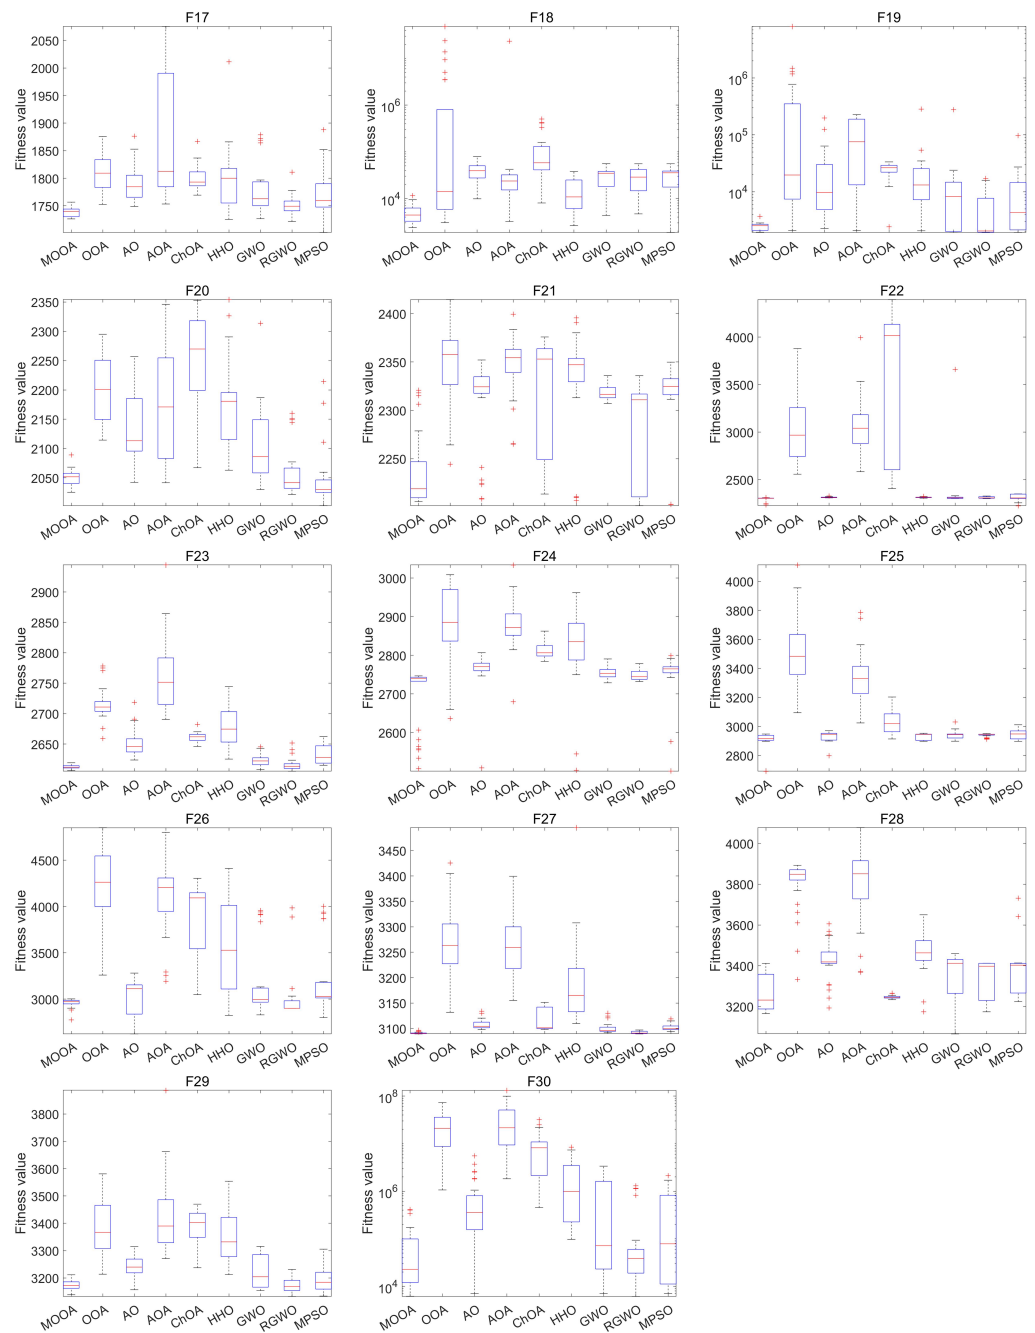 F17
Fitness value
2050
2000
1950
1900
1850
1800
1750
MOOA OOA AO AOA ChOA HHO GWO RGWO MPSO
F18
Fitness value
10^6
10^4
MOOA OOA AO AOA ChOA HHO GWO RGWO MPSO
F19
Fitness value
10^6
10^5
10^4
MOOA OOA AO AOA ChOA HHO GWO RGWO MPSO
F20
Fitness value
2350
2300
2250
2200
2150
2100
2050
MOOA OOA AO AOA ChOA HHO GWO RGWO MPSO
F21
Fitness value
2400
2350
2300
2250
MOOA OOA AO AOA ChOA HHO GWO RGWO MPSO
F22
Fitness value
4000
3500
3000
2500
MOOA OOA AO AOA ChOA HHO GWO RGWO MPSO
F23
Fitness value
2900
2850
2800
2750
2700
2650
MOOA OOA AO AOA ChOA HHO GWO RGWO MPSO
F24
Fitness value
3000
2900
2800
2700
2600
MOOA OOA AO AOA ChOA HHO GWO RGWO MPSO
F25
Fitness value
4000
3800
3600
3400
3200
3000
2800
MOOA OOA AO AOA ChOA HHO GWO RGWO MPSO
F26
Fitness value
4500
4000
3500
3000
MOOA OOA AO AOA ChOA HHO GWO RGWO MPSO
F27
Fitness value
3450
3400
3350
3300
3250
3200
3150
3100
MOOA OOA AO AOA ChOA HHO GWO RGWO MPSO
F28
Fitness value
4000
3800
3600
3400
3200
MOOA OOA AO AOA ChOA HHO GWO RGWO MPSO
F29
Fitness value
3800
3700
3600
3500
3400
3300
3200
MOOA OOA AO AOA ChOA HHO GWO RGWO MPSO
F30
Fitness value
10^8
10^6
10^4
MOOA OOA AO AOA ChOA HHO GWO RGWO MPSO